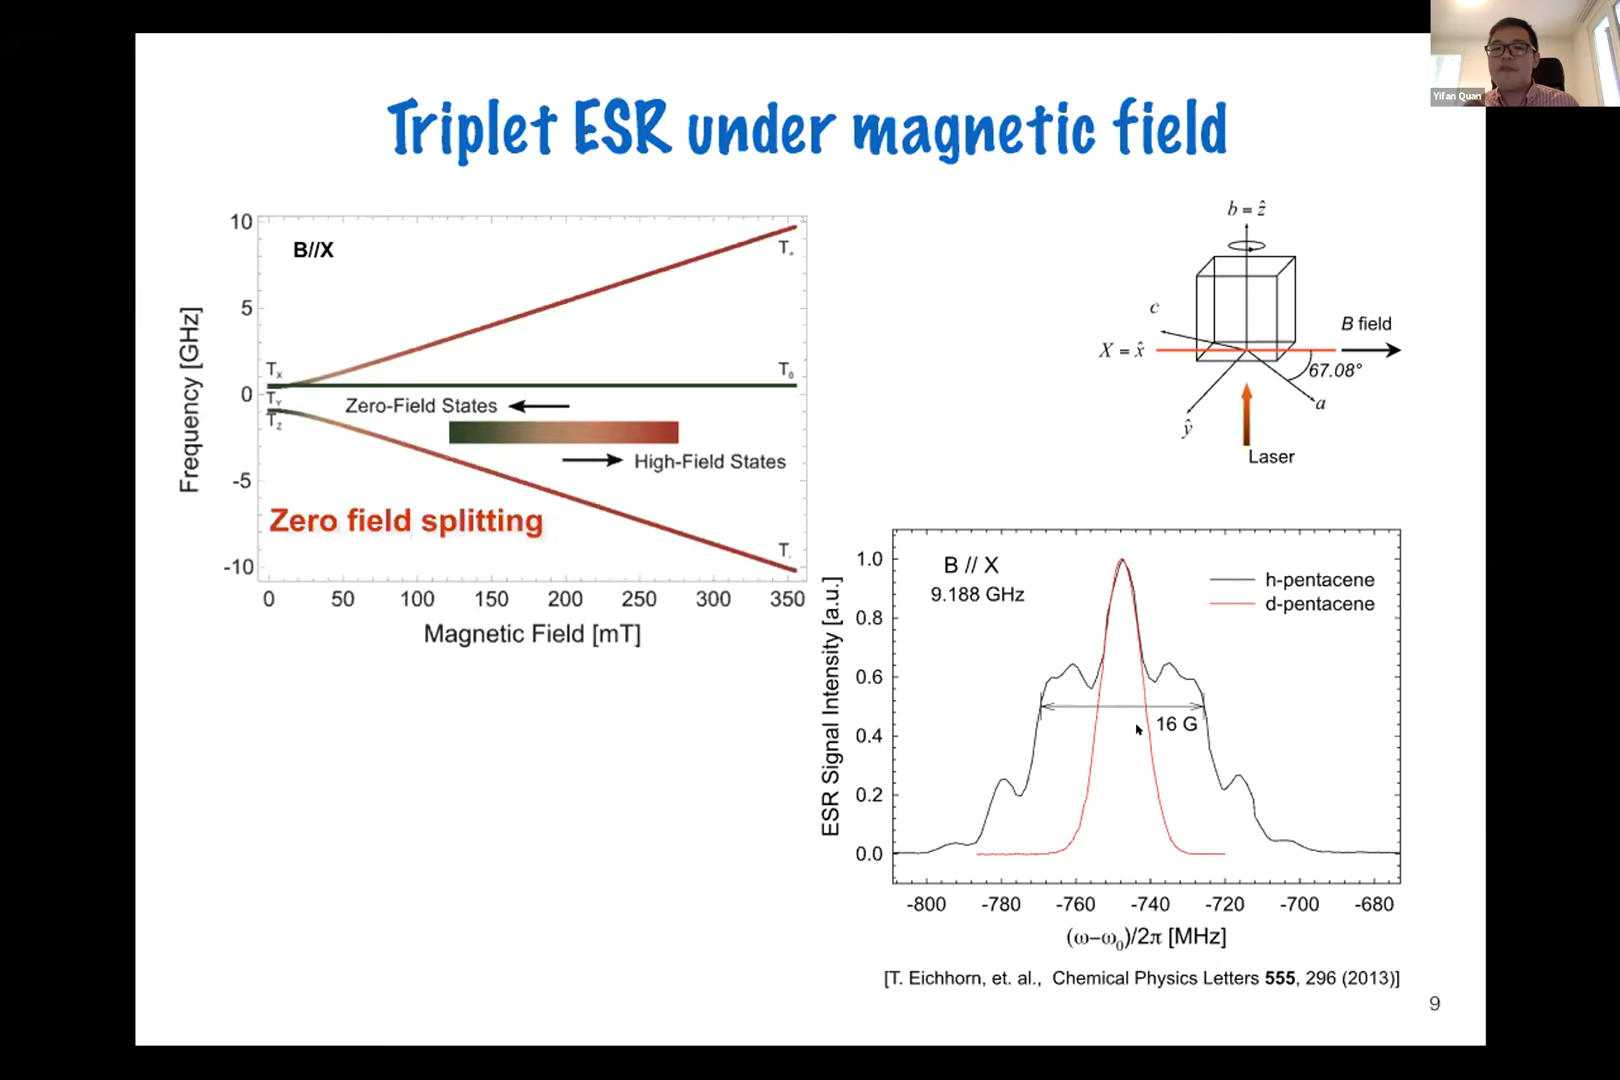 Yifan Quan
Triplet ESR under magnetic field
B//X
10
5
0
-5
-10
Frequency [GHz]
Tₓ
Tᵧ
T_z
T₊
T₀
T₋
Zero-Field States
High-Field States
Zero field splitting
0 50 100 150 200 250 300 350
Magnetic Field [mT]
b = ẑ
c
B field
X = x̂
67.08°
a
ŷ
Laser
B // X
9.188 GHz
h-pentacene
d-pentacene
16 G
1.0
0.8
0.6
0.4
0.2
0.0
ESR Signal Intensity [a.u.]
-800 -780 -760 -740 -720 -700 -680
(ω−ω₀)/2π [MHz]
[T. Eichhorn, et. al., Chemical Physics Letters 555, 296 (2013)]
9